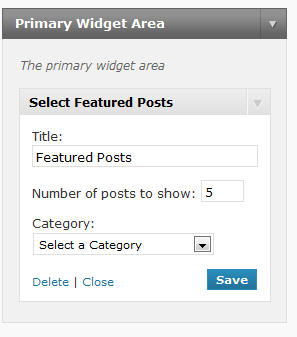 Primary Widget Area
The primary widget area
Select Featured Posts
Title:
Featured Posts
Number of posts to show: 5
Category:
Select a Category
Delete | Close Save